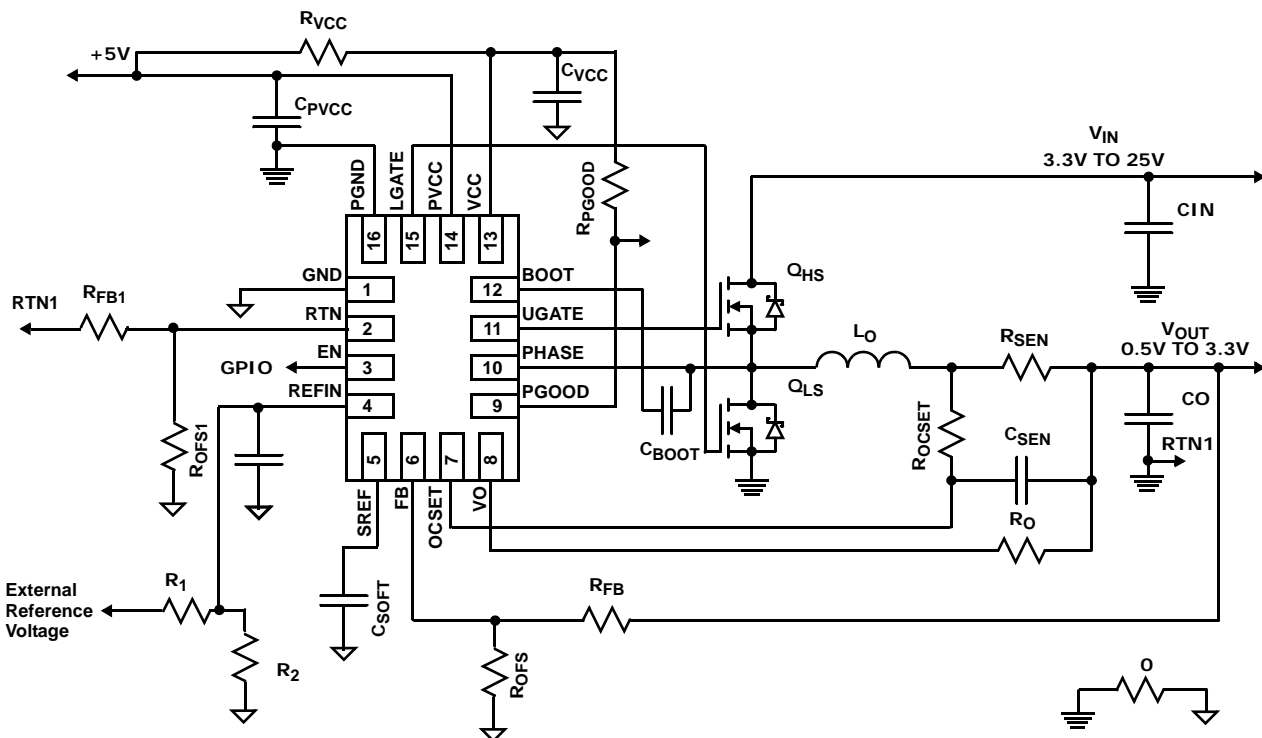 RVCC
+5V
CVCC
CPVCC
VIN
3.3V TO 25V
PGND
LGATE
PVCC
VCC
RPGOOD
CIN
16
15
14
13
GND
1
BOOT
12
QHS
RTN1
RFB1
RTN
2
UGATE
11
LO
RSEN
VOUT
0.5V TO 3.3V
EN
GPIO
3
PHASE
10
QLS
REFIN
4
PGOOD
9
CO
ROFS1
CBOOT
ROCSET
CSEN
RTN1
5
6
7
8
SREF
FB
OCSET
VO
RO
External
Reference
Voltage
R1
CSOFT
RFB
R2
ROFS
0